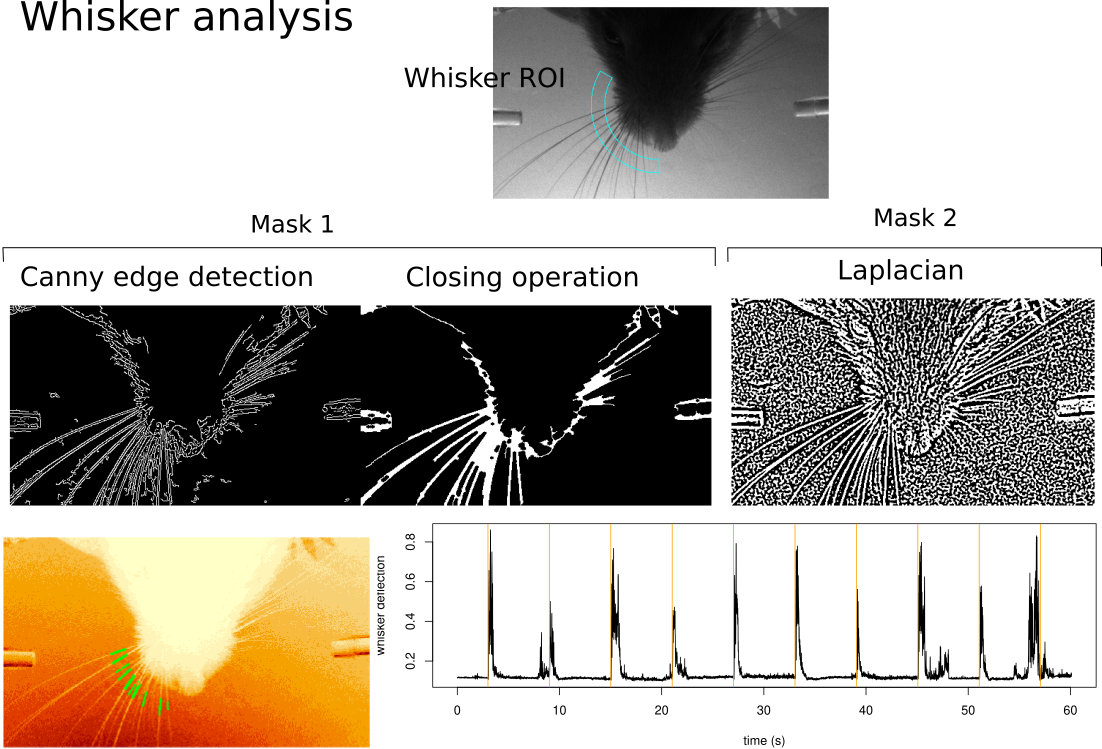 Whisker analysis
Whisker ROI
Mask 1
Mask 2
Canny edge detection
Closing operation
Laplacian
whisker deflection
0.8
0.6
0.4
0.2
0 10 20 30 40 50 60
time (s)